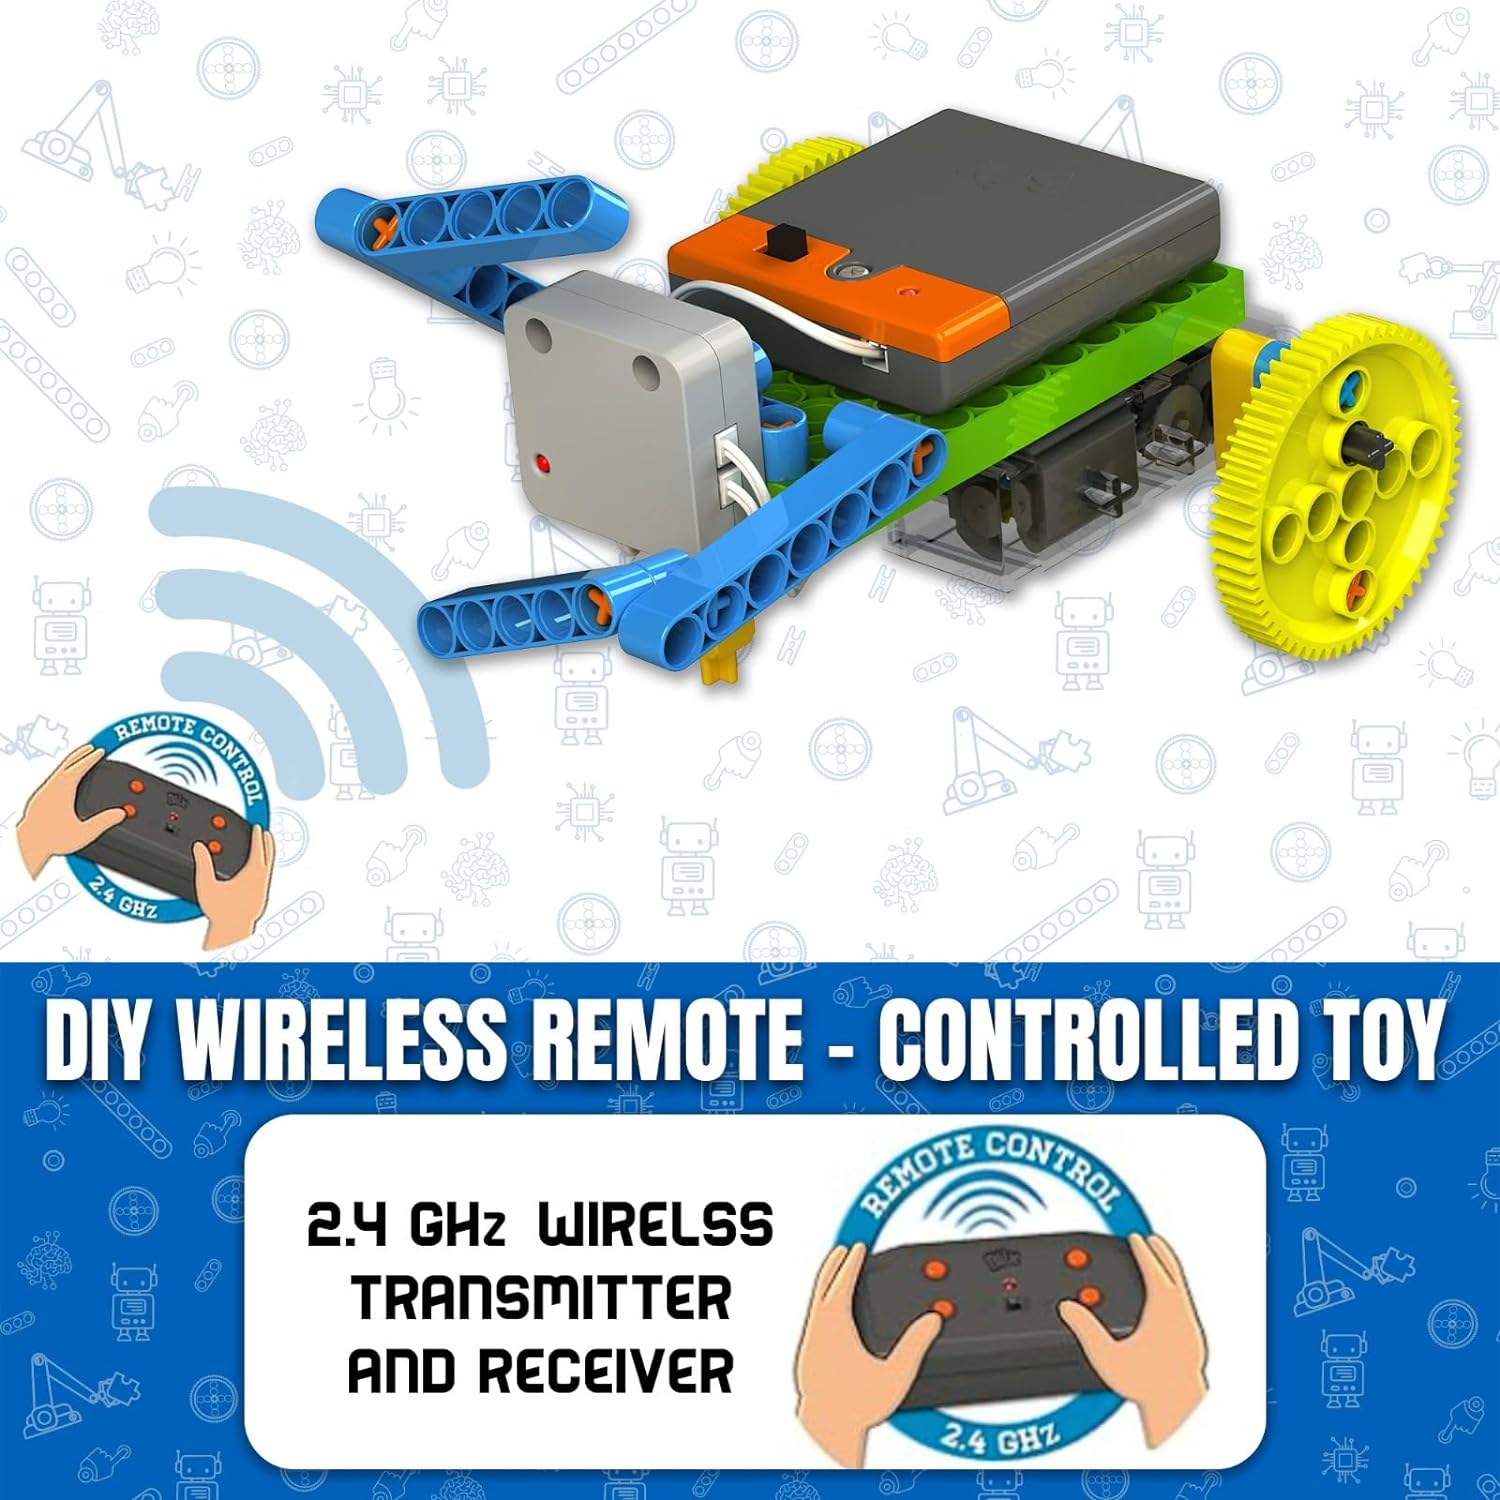 REMOTE CONTROL
2.4 GHz
DIY WIRELESS REMOTE - CONTROLLED TOY
2.4 GHz WIRELSS
TRANSMITTER
AND RECEIVER
REMOTE CONTROL
2.4 GHz